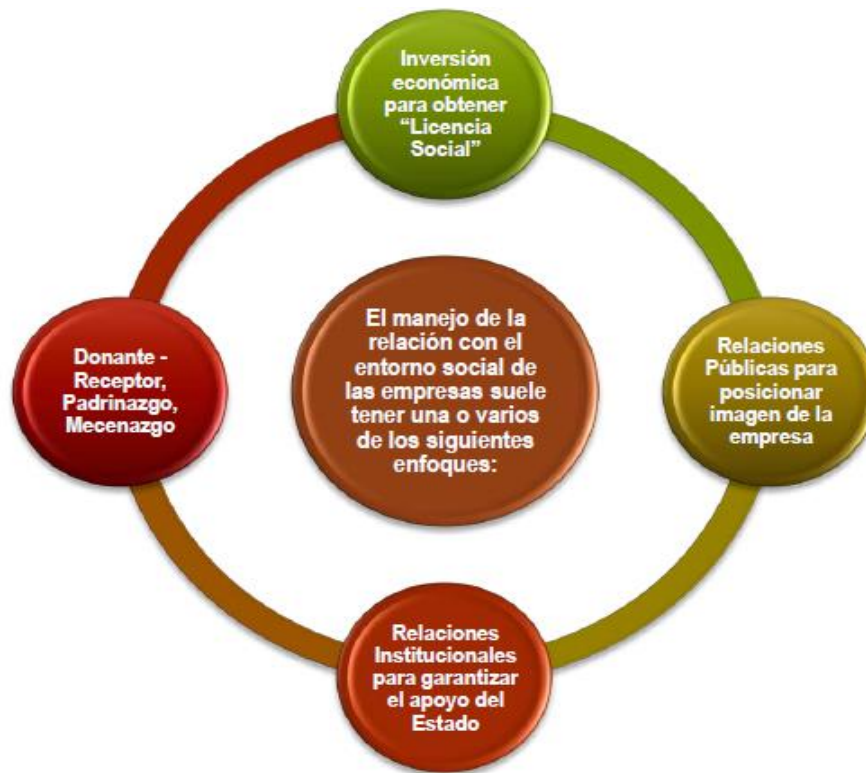 Inversión
económica
para obtener
“Licencia
Social”
Donante -
Receptor,
Padrinazgo,
Mecenazgo
El manejo de la
relación con el
entorno social de
las empresas suele
tener una o varios
de los siguientes
enfoques:
Relaciones
Públicas para
posicionar
imagen de la
empresa
Relaciones
Institucionales
para garantizar
el apoyo del
Estado